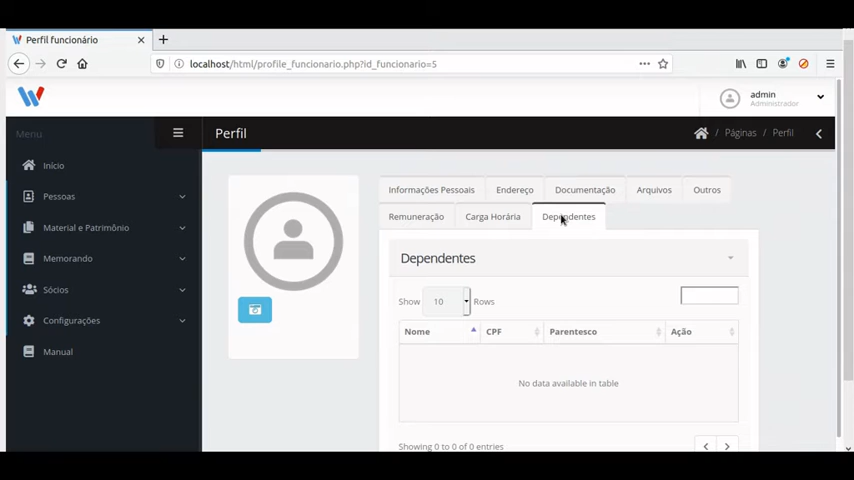 Perfil funcionário
localhost/html/profile_funcionario.php?id_funcionario=5
admin
Administrador
Menu
Perfil
/ Páginas / Perfil
Início
Pessoas
Material e Patrimônio
Memorando
Sócios
Configurações
Manual
Informações Pessoais Endereço Documentação Arquivos Outros
Remuneração Carga Horária Dependentes
Dependentes
Show 10 Rows
Nome CPF Parentesco Ação
No data available in table
Showing 0 to 0 of 0 entries